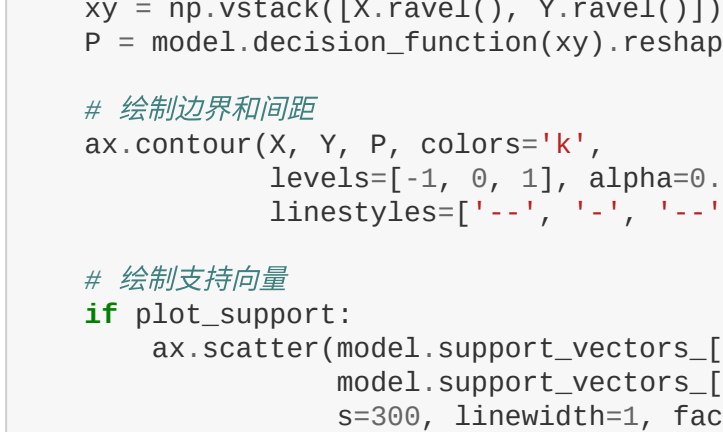 xy = np.vstack([X.ravel(), Y.ravel()])
P = model.decision_function(xy).reshap
# 绘制边界和间距
ax.contour(X, Y, P, colors='k',
levels=[-1, 0, 1], alpha=0.
linestyles=['--', '-', '--'
# 绘制支持向量
if plot_support:
ax.scatter(model.support_vectors_[
model.support_vectors_[
s=300, linewidth=1, fac